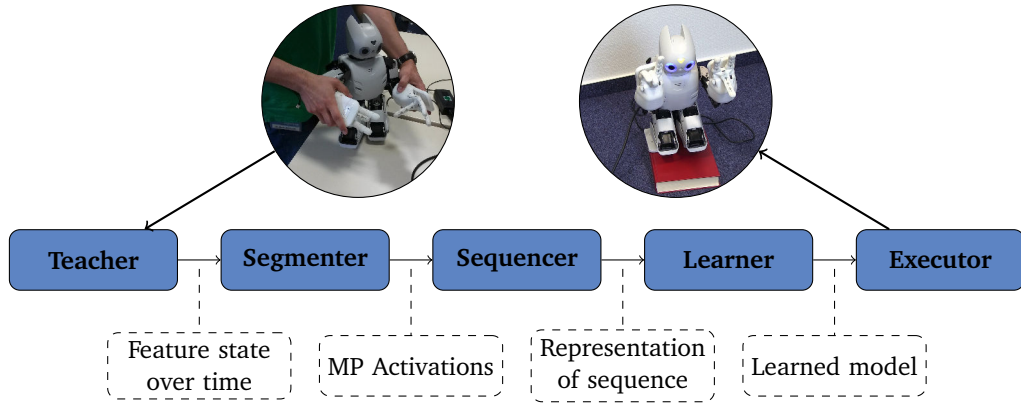 Teacher
Segmenter
Sequencer
Learner
Executor
Feature state
over time
MP Activations
Representation
of sequence
Learned model